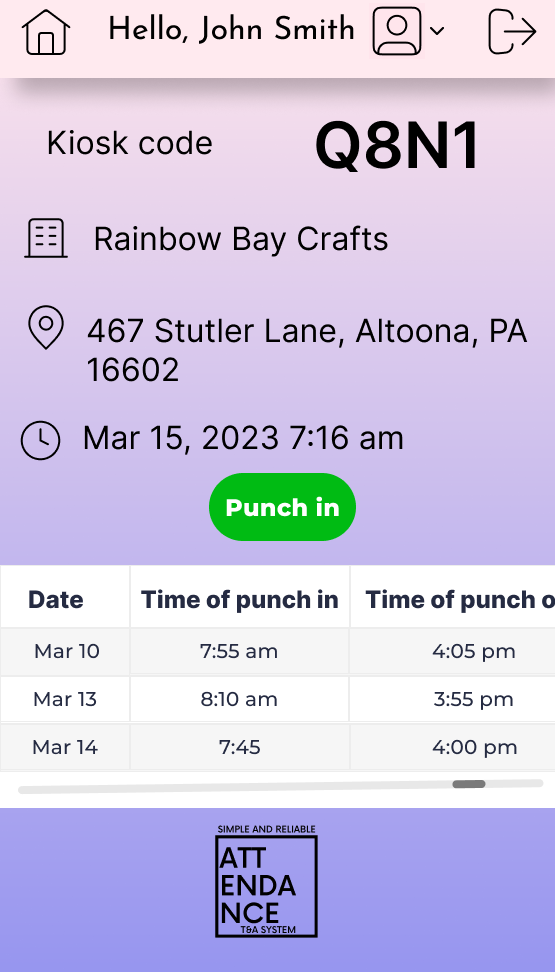 Hello, John Smith
Kiosk code Q8N1
Rainbow Bay Crafts
467 Stutler Lane, Altoona, PA
16602
Mar 15, 2023 7:16 am
Punch in
Date Time of punch in Time of punch o
Mar 10 7:55 am 4:05 pm
Mar 13 8:10 am 3:55 pm
Mar 14 7:45 4:00 pm
SIMPLE AND RELIABLE
ATT
ENDA
NCE
T&A SYSTEM